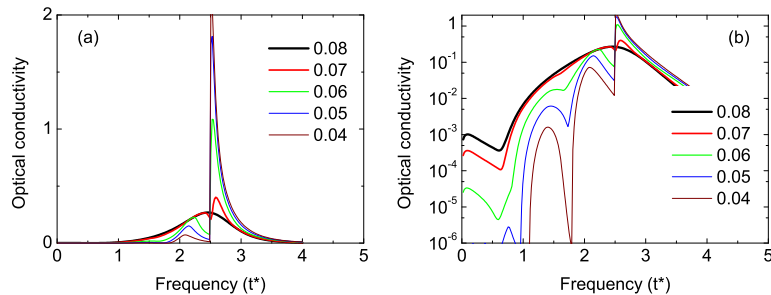 (a)
Optical conductivity
2
1
0
0.08
0.07
0.06
0.05
0.04
0 1 2 3 4 5
Frequency (t*)
(b)
Optical conductivity
1
10⁻¹
10⁻²
10⁻³
10⁻⁴
10⁻⁵
10⁻⁶
0.08
0.07
0.06
0.05
0.04
0 1 2 3 4 5
Frequency (t*)